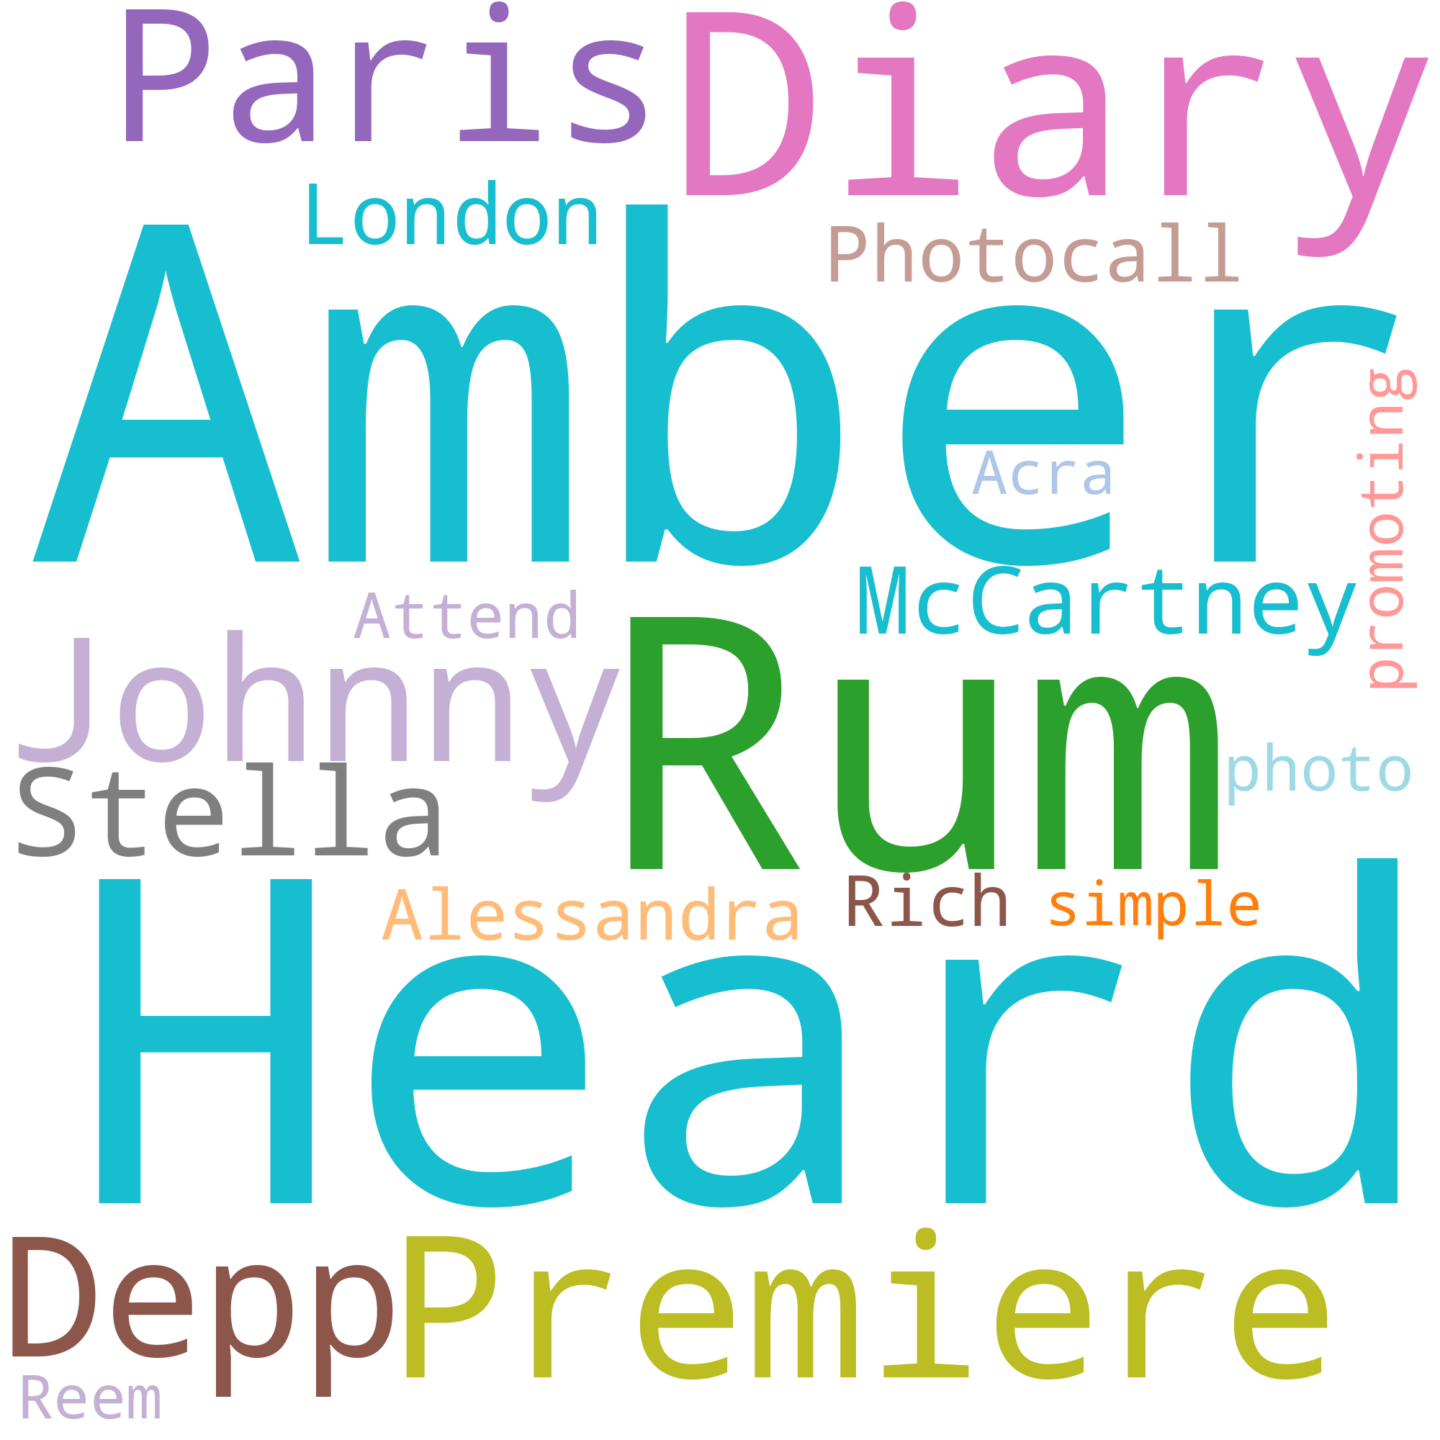 Paris Diary
London
Photocall
Amber
Acra
promoting
McCartney
Attend
Johnny
Rum
photo
Stella
Alessandra
Rich
simple
Heard
Depp
Premiere
Reem